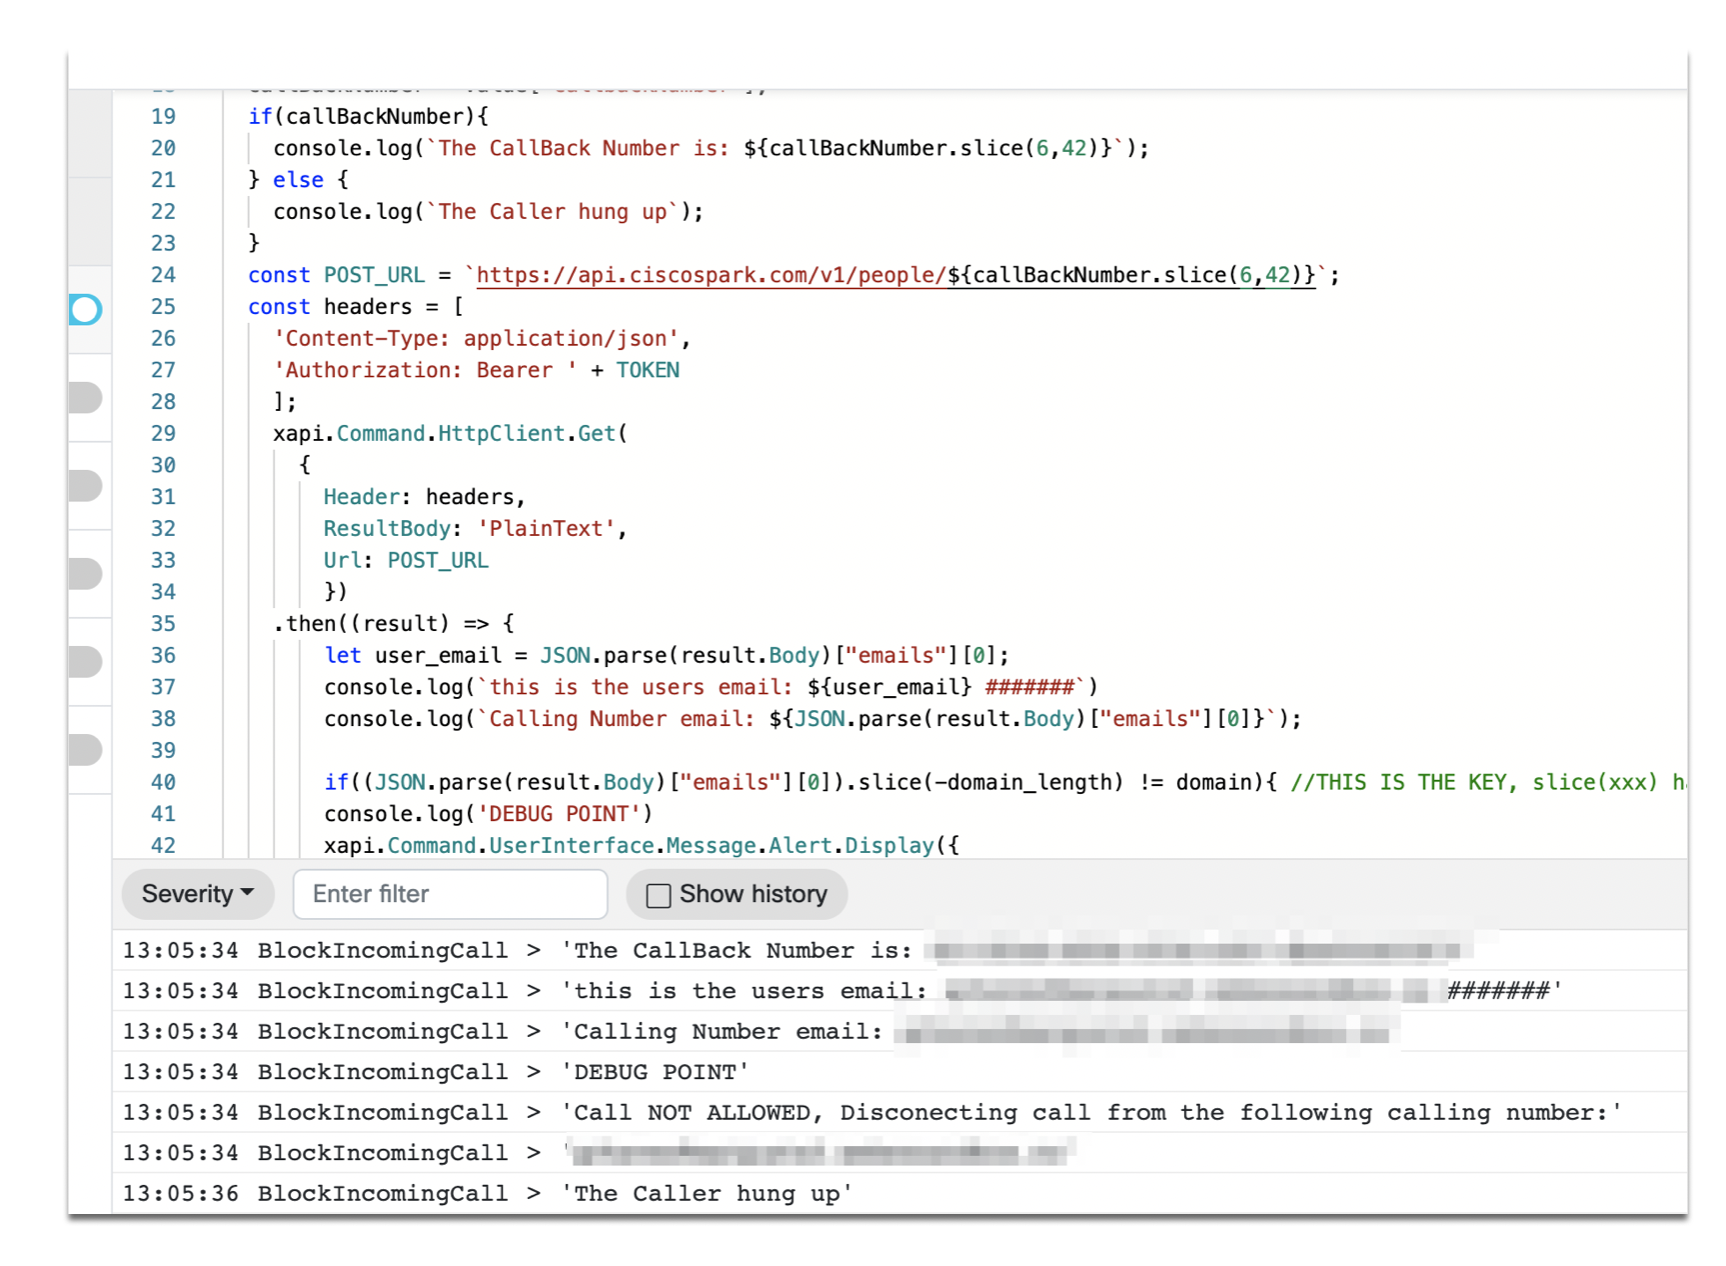 19 if(callBackNumber){
20 console.log(`The CallBack Number is: ${callBackNumber.slice(6,42)}`);
21 } else {
22 console.log(`The Caller hung up`);
23 }
24 const POST_URL = `https://api.ciscospark.com/v1/people/${callBackNumber.slice(6,42)}`;
25 const headers = [
26 'Content-Type: application/json',
27 'Authorization: Bearer ' + TOKEN
28 ];
29 xapi.Command.HttpClient.Get(
30 {
31 Header: headers,
32 ResultBody: 'PlainText',
33 Url: POST_URL
34 })
35 .then((result) => {
36 let user_email = JSON.parse(result.Body)["emails"][0];
37 console.log(`this is the users email: ${user_email} #######`)
38 console.log(`Calling Number email: ${JSON.parse(result.Body)["emails"][0]}`);
39
40 if((JSON.parse(result.Body)["emails"][0]).slice(-domain_length) != domain){ //THIS IS THE KEY, slice(xxx)
41 console.log('DEBUG POINT')
42 xapi.Command.UserInterface.Message.Alert.Display({
Severity Enter filter Show history
13:05:34 BlockIncomingCall > 'The CallBack Number is:
13:05:34 BlockIncomingCall > 'this is the users email: #######'
13:05:34 BlockIncomingCall > 'Calling Number email:
13:05:34 BlockIncomingCall > 'DEBUG POINT'
13:05:34 BlockIncomingCall > 'Call NOT ALLOWED, Disconecting call from the following calling number:'
13:05:34 BlockIncomingCall > '
13:05:36 BlockIncomingCall > 'The Caller hung up'